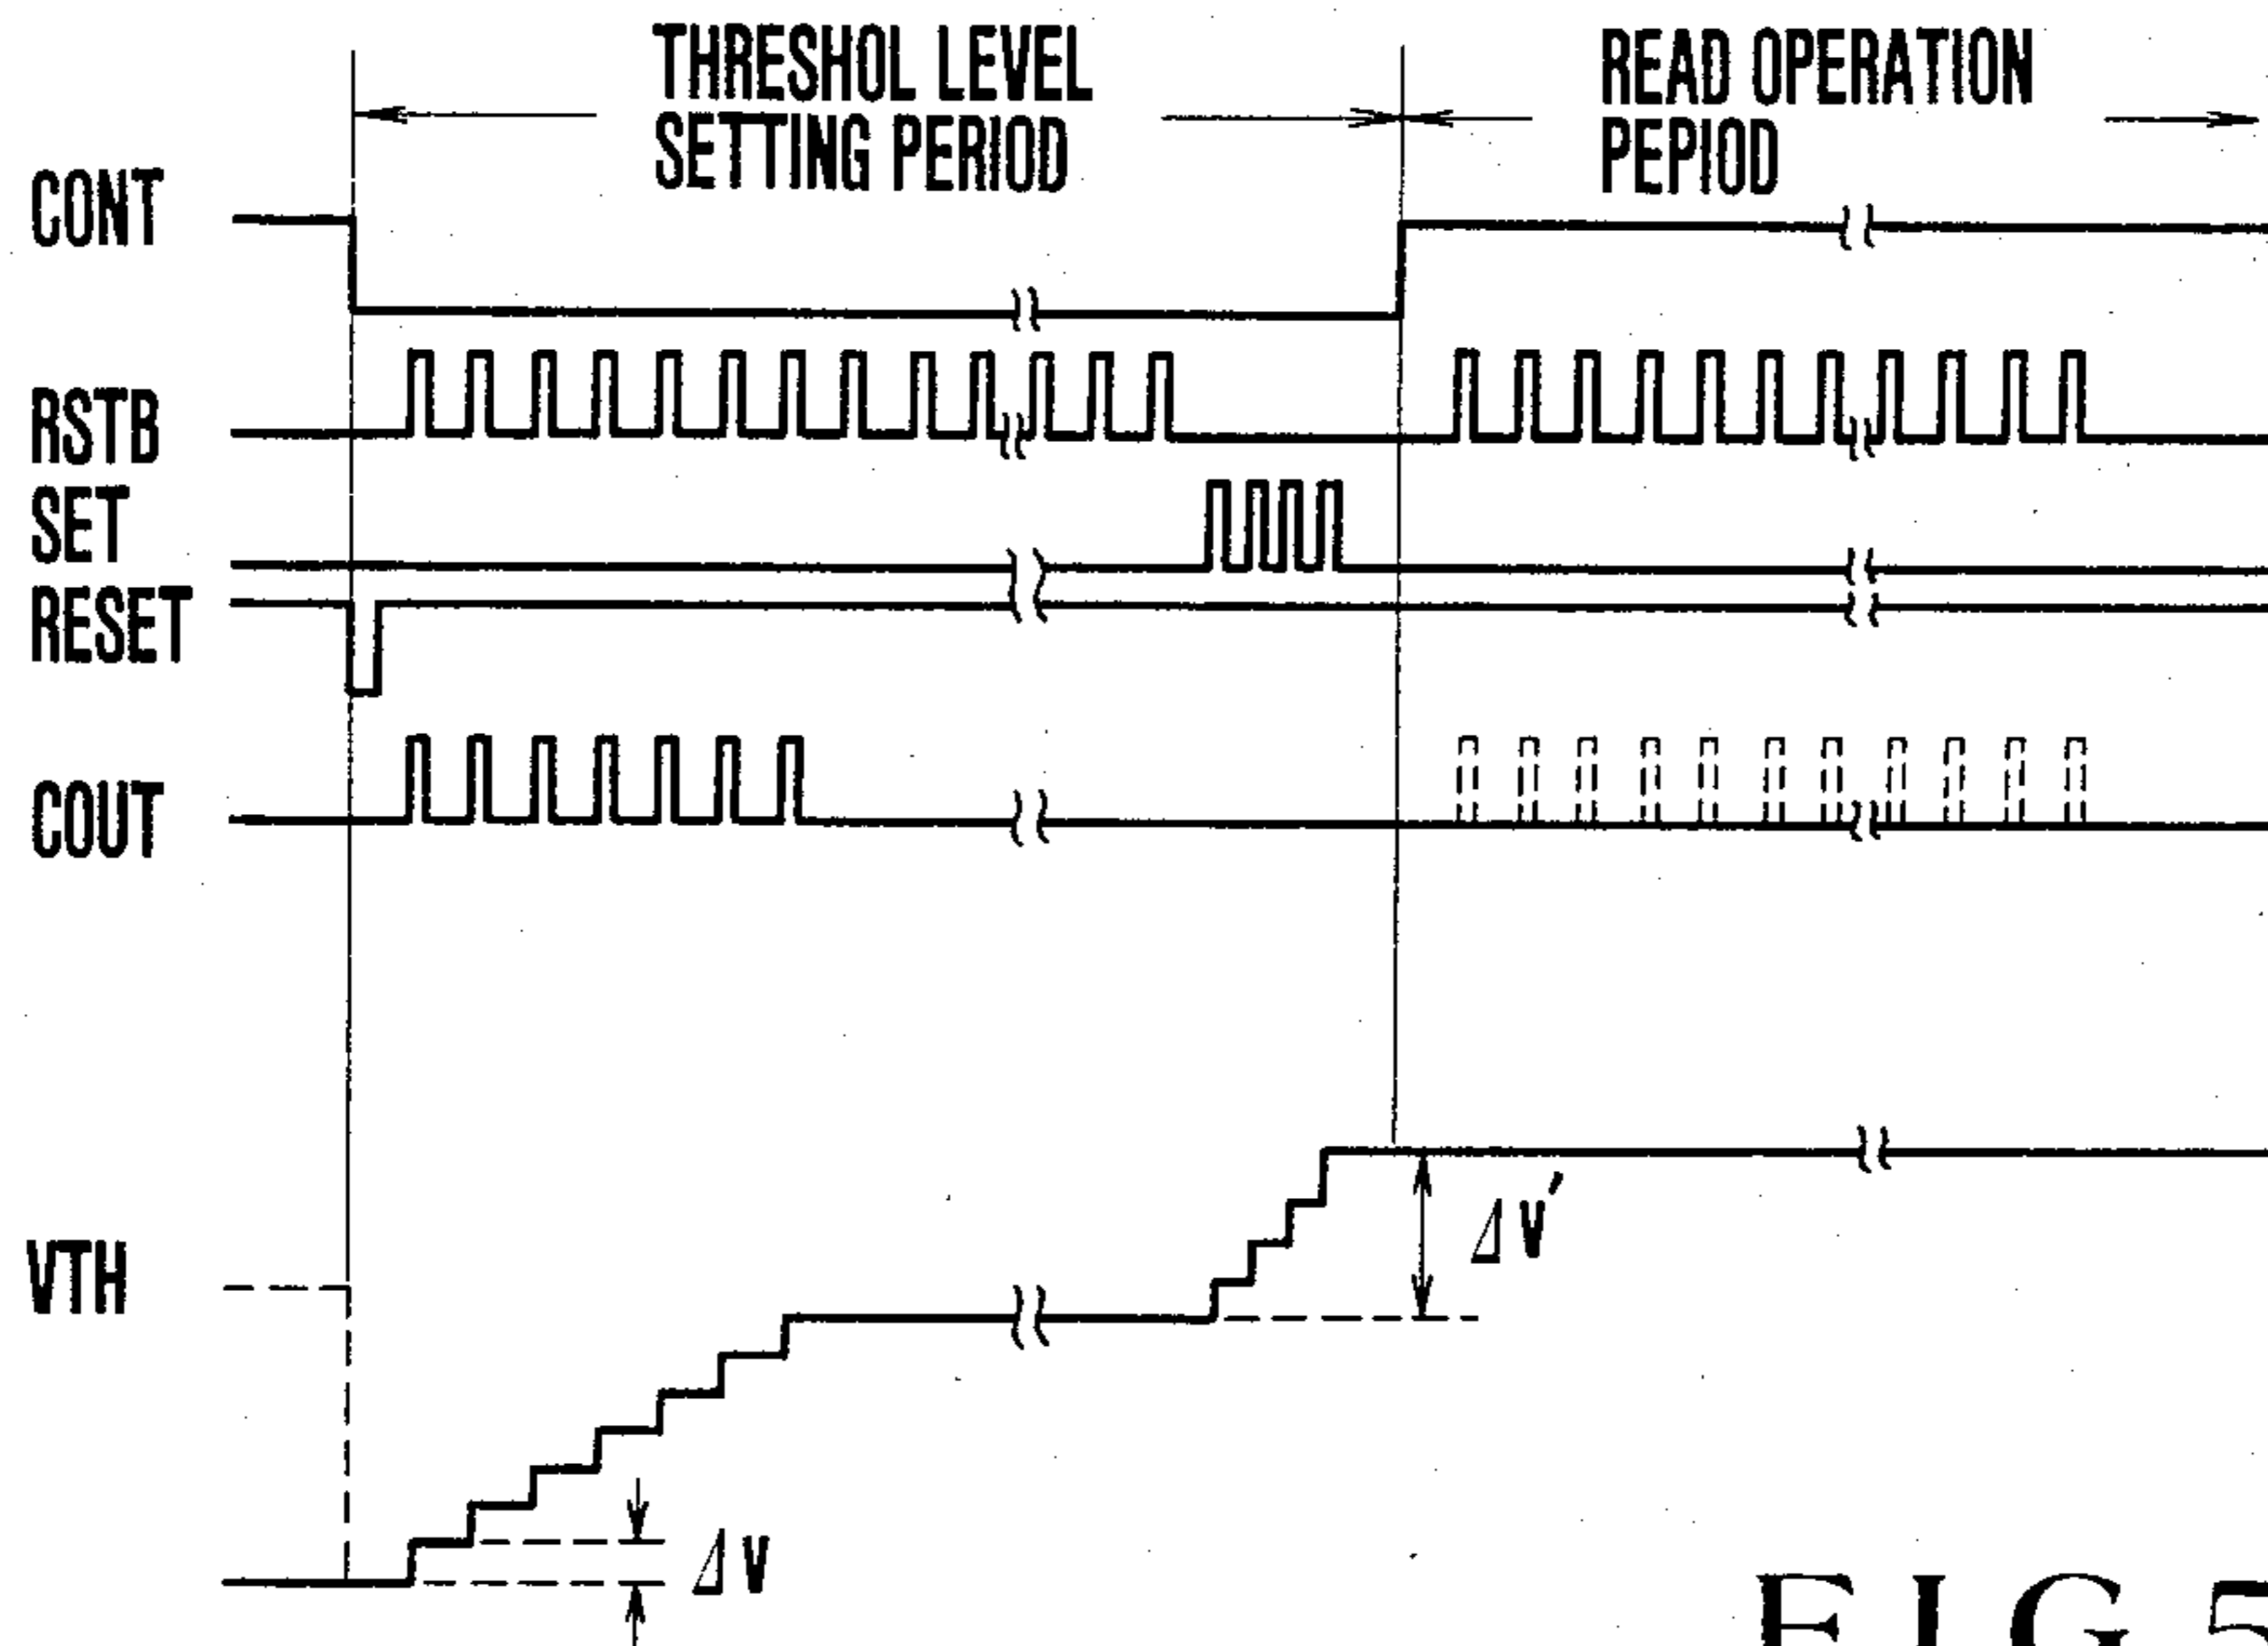 THRESHOL LEVEL
SETTING PERIOD
READ OPERATION
PEPIOD
CONT
RSTB
SET
RESET
COUT
VTH
ΔV'
ΔV
FIG 5